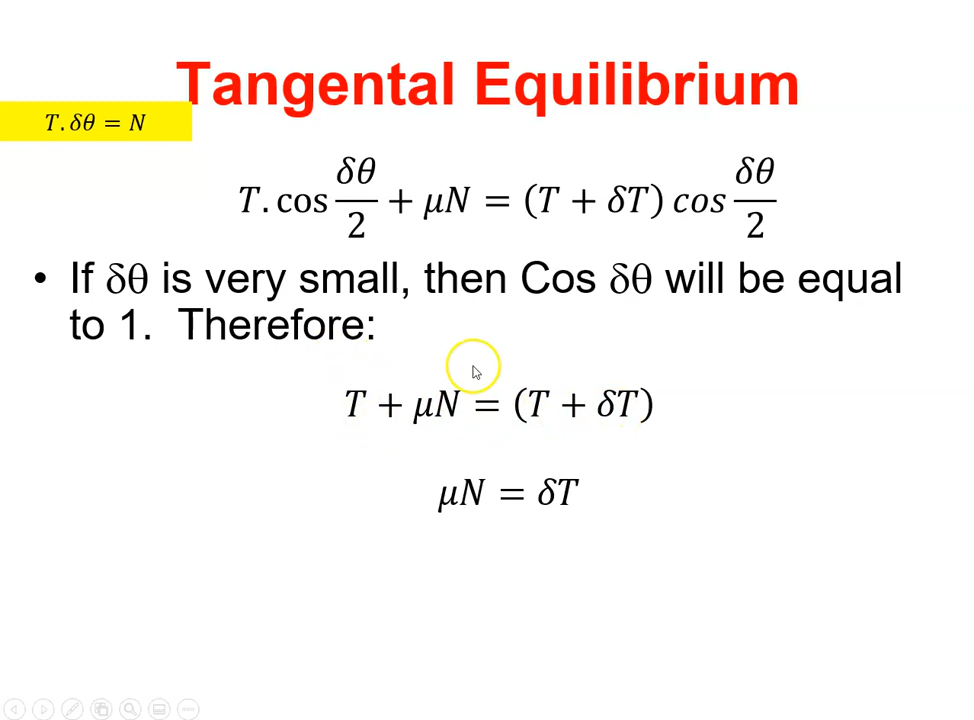 Tangental Equilibrium
T. δθ = N
T. cos δθ/2 + μN = (T + δT) cos δθ/2
• If δθ is very small, then Cos δθ will be equal
to 1. Therefore:
T + μN = (T + δT)
μN = δT